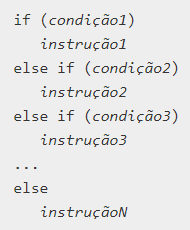 if (condição1)
   instrução1
else if (condição2)
   instrução2
else if (condição3)
   instrução3
...
else
   instruçãoN